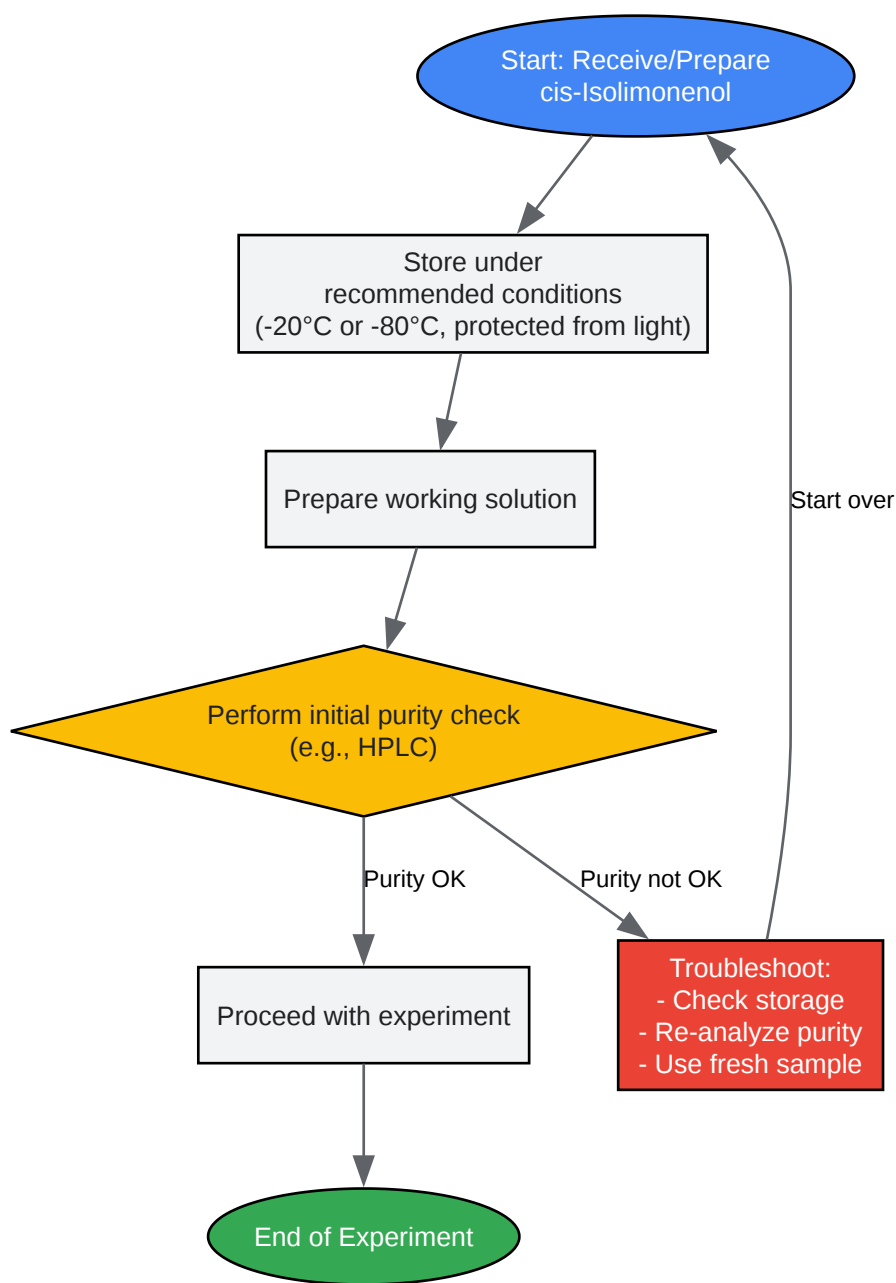 Start: Receive/Prepare
cis-Isolimonenol
Store under
recommended conditions
(-20°C or -80°C, protected from light)
Prepare working solution
Start over
Perform initial purity check
(e.g., HPLC)
Purity OK
Purity not OK
Proceed with experiment
Troubleshoot:
- Check storage
- Re-analyze purity
- Use fresh sample
End of Experiment